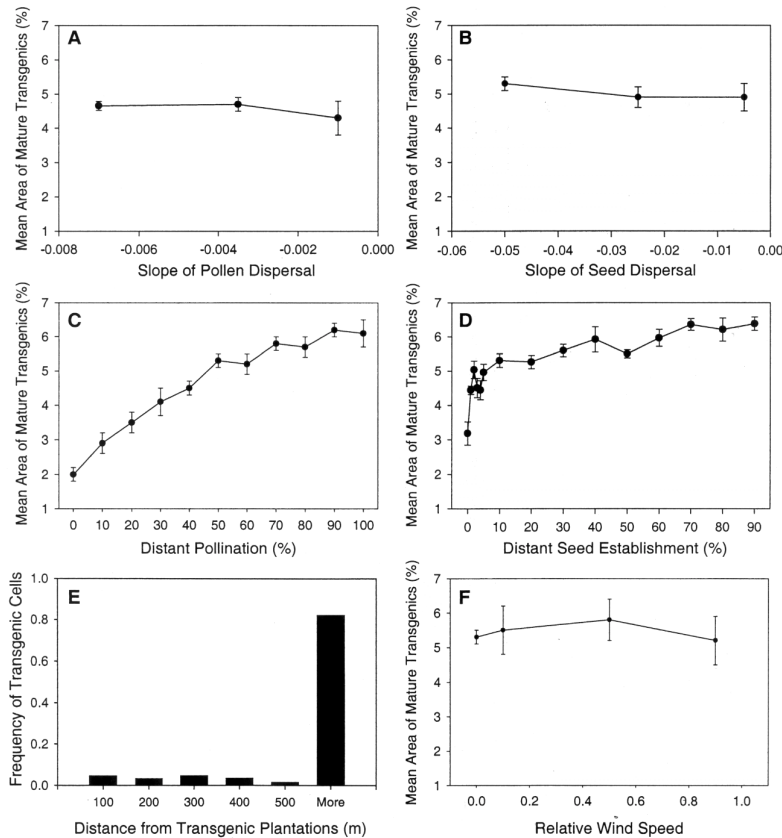 A
Mean Area of Mature Transgenics (%)
7
6
5
4
3
2
1
-0.008 -0.006 -0.004 -0.002 0.000
Slope of Pollen Dispersal
B
Mean Area of Mature Transgenics (%)
7
6
5
4
3
2
1
-0.06 -0.05 -0.04 -0.03 -0.02 -0.01 0.00
Slope of Seed Dispersal
C
Mean Area of Mature Transgenics (%)
7
6
5
4
3
2
1
0 10 20 30 40 50 60 70 80 90 100
Distant Pollination (%)
D
Mean Area of Mature Transgenics (%)
7
6
5
4
3
2
1
0 10 20 30 40 50 60 70 80 90
Distant Seed Establishment (%)
E
Frequency of Transgenic Cells
1.0
0.8
0.6
0.4
0.2
0.0
100 200 300 400 500 More
Distance from Transgenic Plantations (m)
F
Mean Area of Mature Transgenics (%)
7
6
5
4
3
2
1
0.0 0.2 0.4 0.6 0.8 1.0
Relative Wind Speed